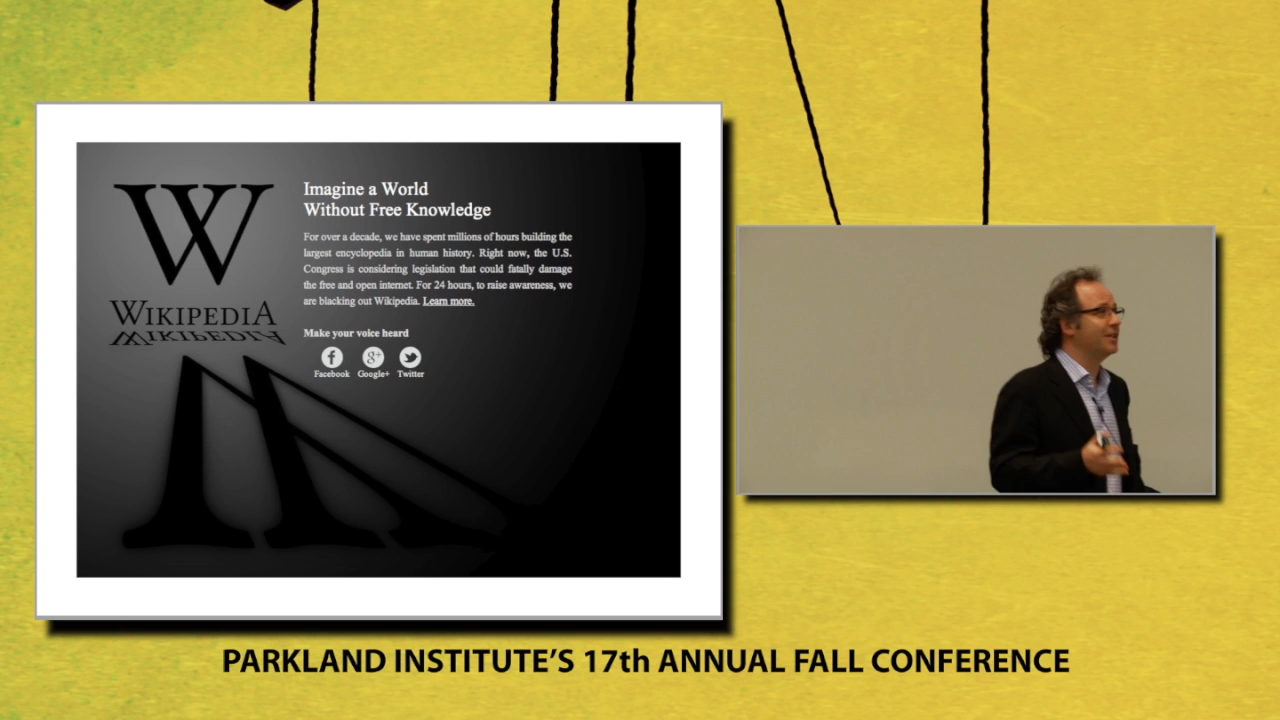 Imagine a World
Without Free Knowledge
For over a decade, we have spent millions of hours building the
largest encyclopedia in human history. Right now, the U.S.
Congress is considering legislation that could fatally damage
the free and open internet. For 24 hours, to raise awareness, we
are blacking out Wikipedia. Learn more.
Make your voice heard
Facebook Google+ Twitter
W
WIKIPEDIA
PARKLAND INSTITUTE’S 17th ANNUAL FALL CONFERENCE